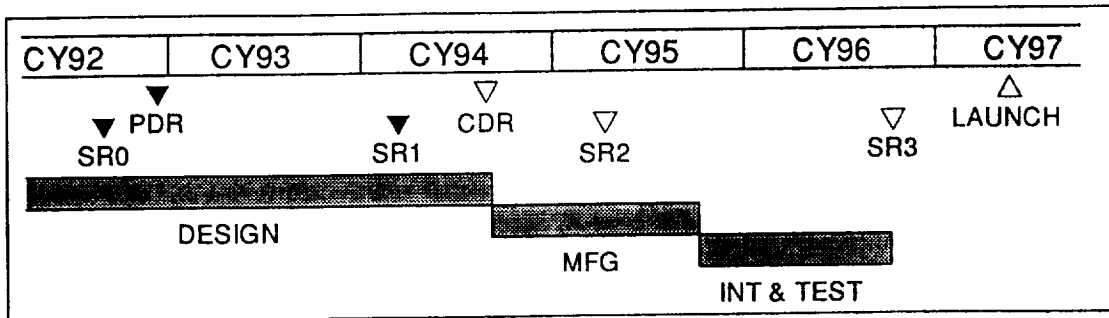 CY92 CY93 CY94 CY95 CY96 CY97
PDR CDR LAUNCH
SR0 SR1 SR2 SR3
DESIGN
MFG
INT & TEST